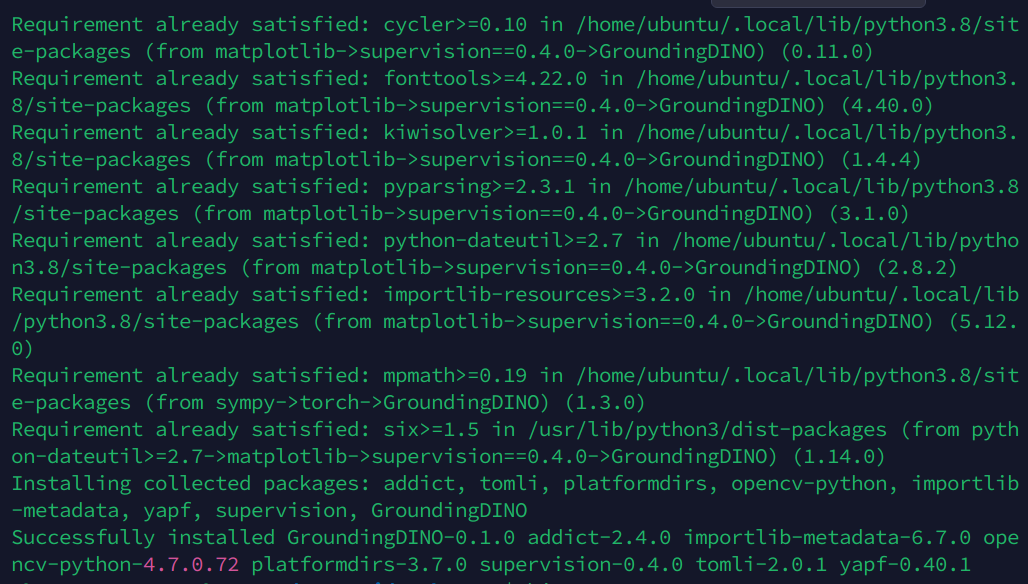 Requirement already satisfied: cycler>=0.10 in /home/ubuntu/.local/lib/python3.8/sit
e-packages (from matplotlib->supervision==0.4.0->GroundingDINO) (0.11.0)
Requirement already satisfied: fonttools>=4.22.0 in /home/ubuntu/.local/lib/python3.
8/site-packages (from matplotlib->supervision==0.4.0->GroundingDINO) (4.40.0)
Requirement already satisfied: kiwisolver>=1.0.1 in /home/ubuntu/.local/lib/python3.
8/site-packages (from matplotlib->supervision==0.4.0->GroundingDINO) (1.4.4)
Requirement already satisfied: pyparsing>=2.3.1 in /home/ubuntu/.local/lib/python3.8
/site-packages (from matplotlib->supervision==0.4.0->GroundingDINO) (3.1.0)
Requirement already satisfied: python-dateutil>=2.7 in /home/ubuntu/.local/lib/pytho
n3.8/site-packages (from matplotlib->supervision==0.4.0->GroundingDINO) (2.8.2)
Requirement already satisfied: importlib-resources>=3.2.0 in /home/ubuntu/.local/lib
/python3.8/site-packages (from matplotlib->supervision==0.4.0->GroundingDINO) (5.12.
0)
Requirement already satisfied: mpmath>=0.19 in /home/ubuntu/.local/lib/python3.8/sit
e-packages (from sympy->torch->GroundingDINO) (1.3.0)
Requirement already satisfied: six>=1.5 in /usr/lib/python3/dist-packages (from pyth
on-dateutil>=2.7->matplotlib->supervision==0.4.0->GroundingDINO) (1.14.0)
Installing collected packages: addict, tomli, platformdirs, opencv-python, importlib
-metadata, yapf, supervision, GroundingDINO
Successfully installed GroundingDINO-0.1.0 addict-2.4.0 importlib-metadata-6.7.0 ope
ncv-python-4.7.0.72 platformdirs-3.7.0 supervision-0.4.0 tomli-2.0.1 yapf-0.40.1